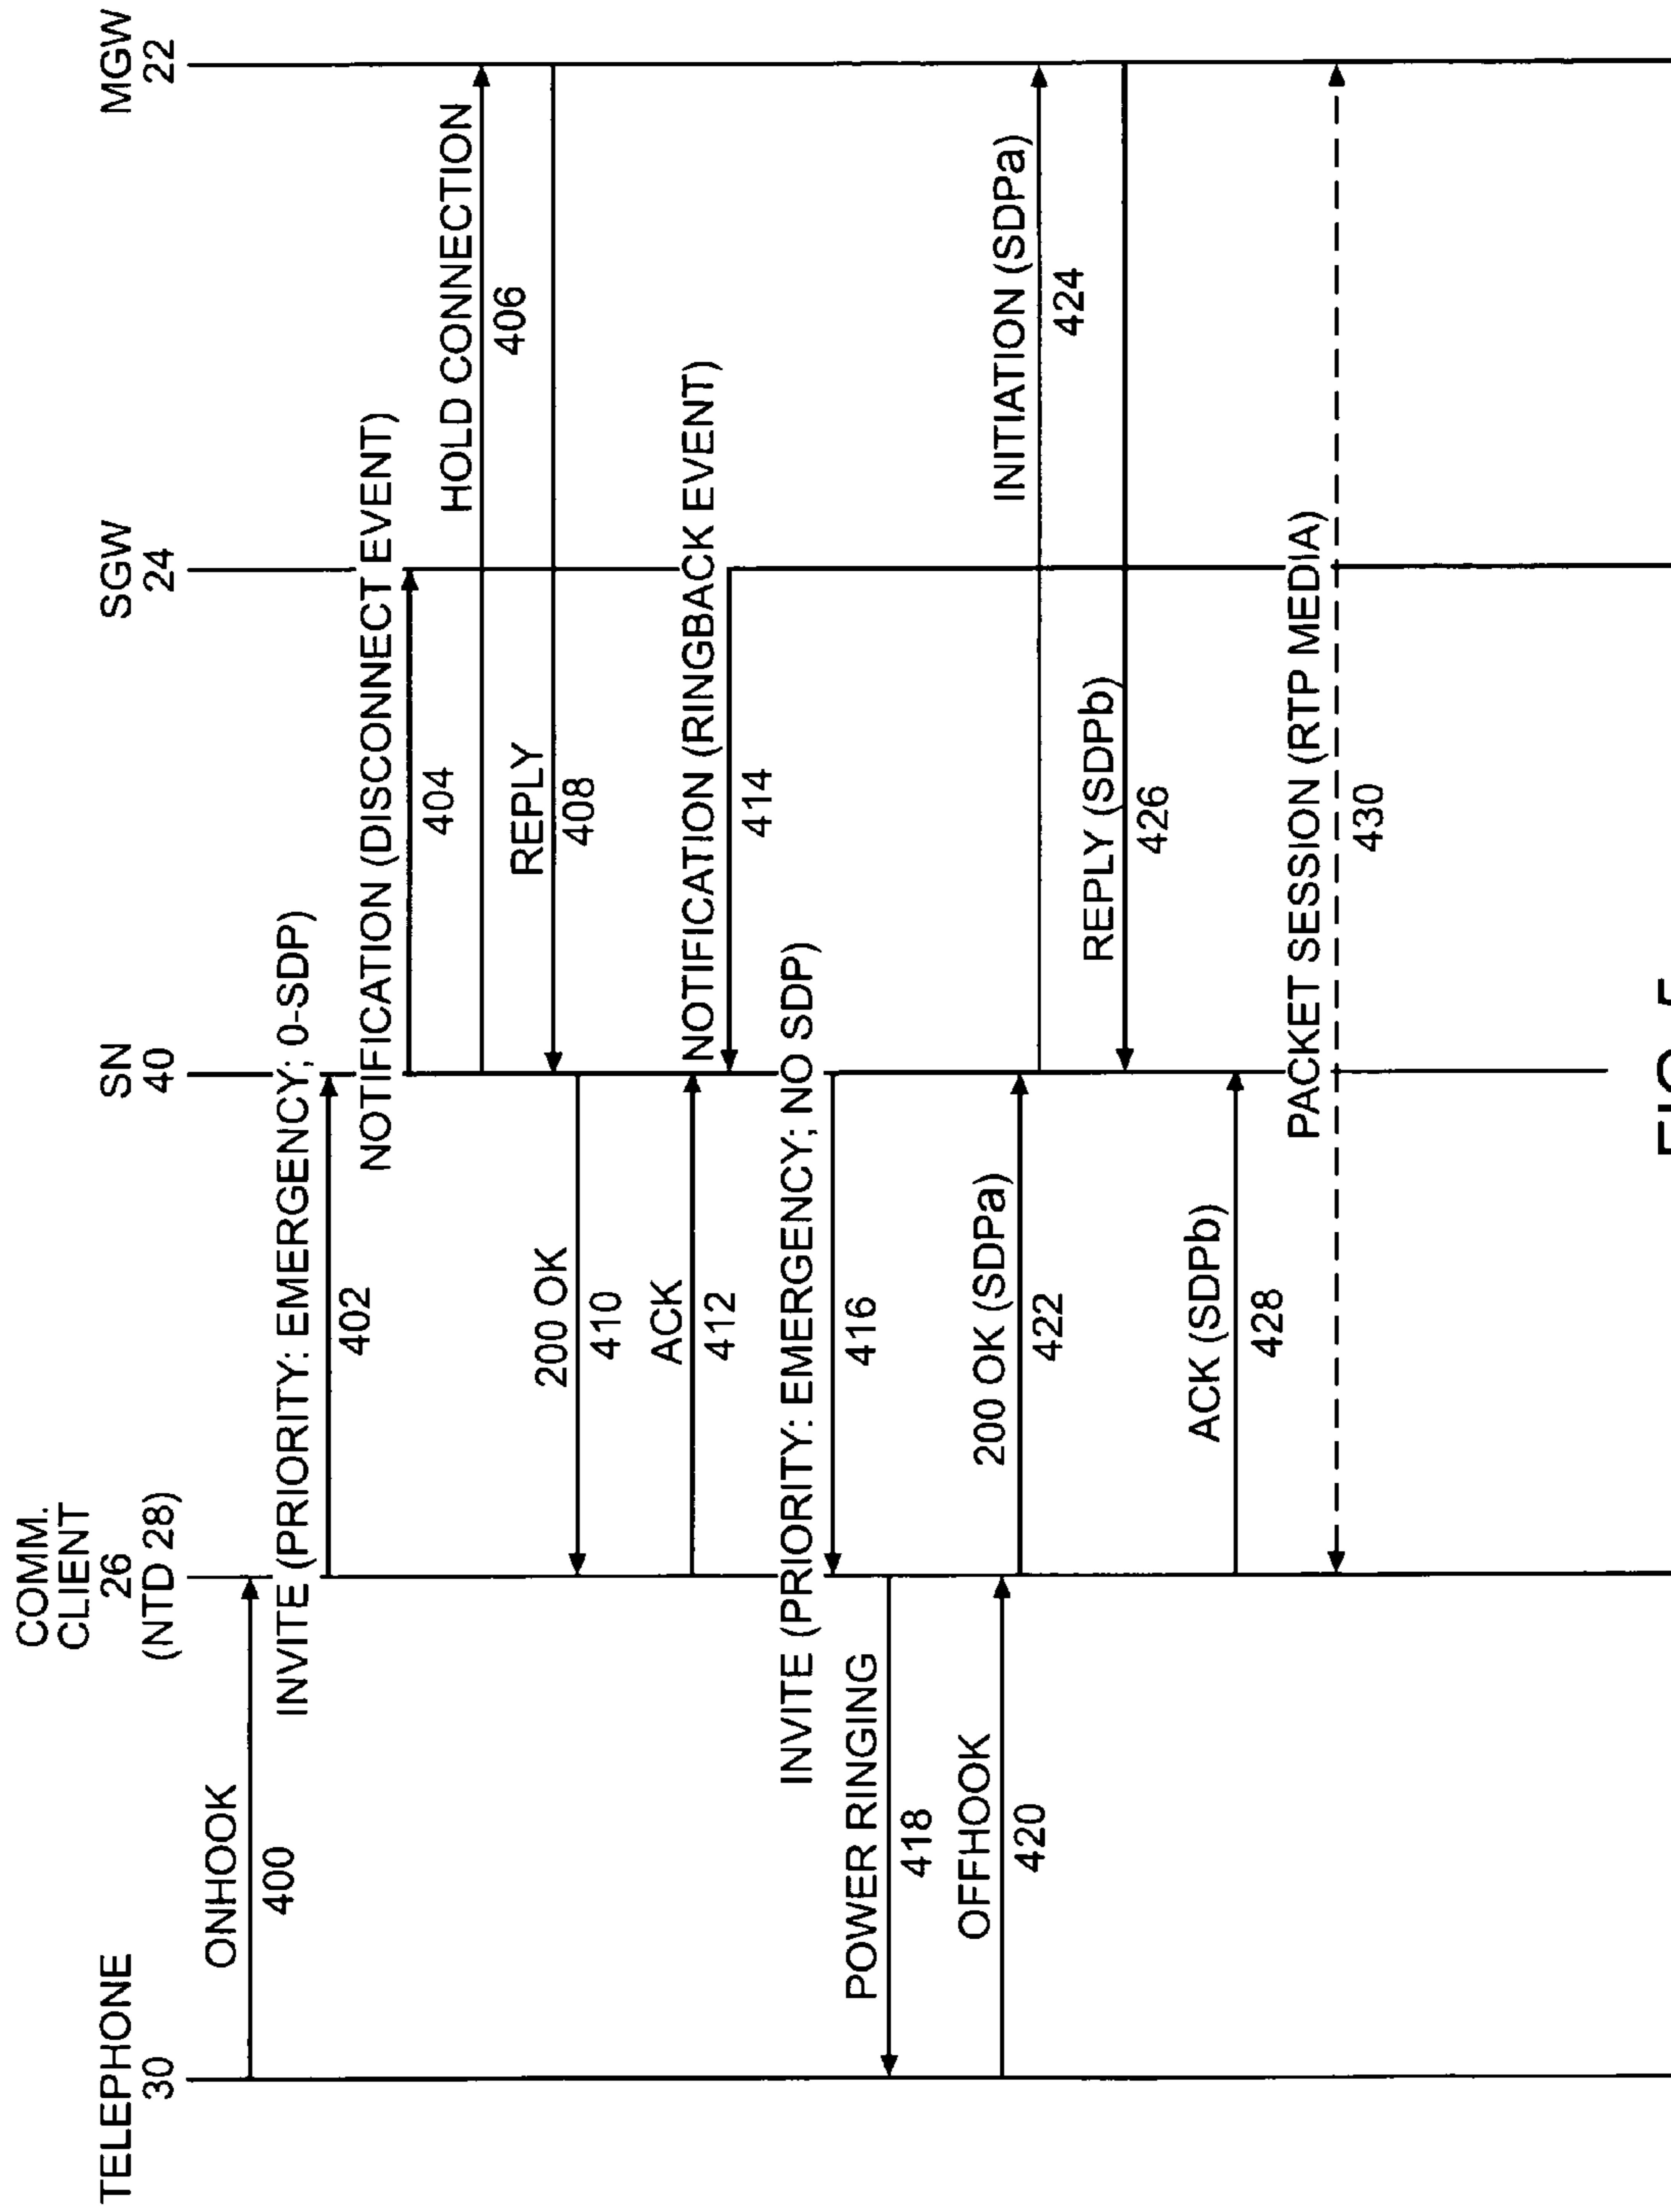 TELEPHONE
30
COMM.
CLIENT
26
(NTD 28)
SN
40
SGW
24
MGW
22
ONHOOK
400
INVITE (PRIORITY: EMERGENCY; 0-SDP)
402
NOTIFICATION (DISCONNECT EVENT)
404
HOLD CONNECTION
406
REPLY
408
200 OK
410
ACK
412
NOTIFICATION (RINGBACK EVENT)
414
INVITE (PRIORITY: EMERGENCY; NO SDP)
416
POWER RINGING
418
OFFHOOK
420
200 OK (SDPa)
422
INITIATION (SDPa)
424
REPLY (SDPb)
426
ACK (SDPb)
428
PACKET SESSION (RTP MEDIA)
430